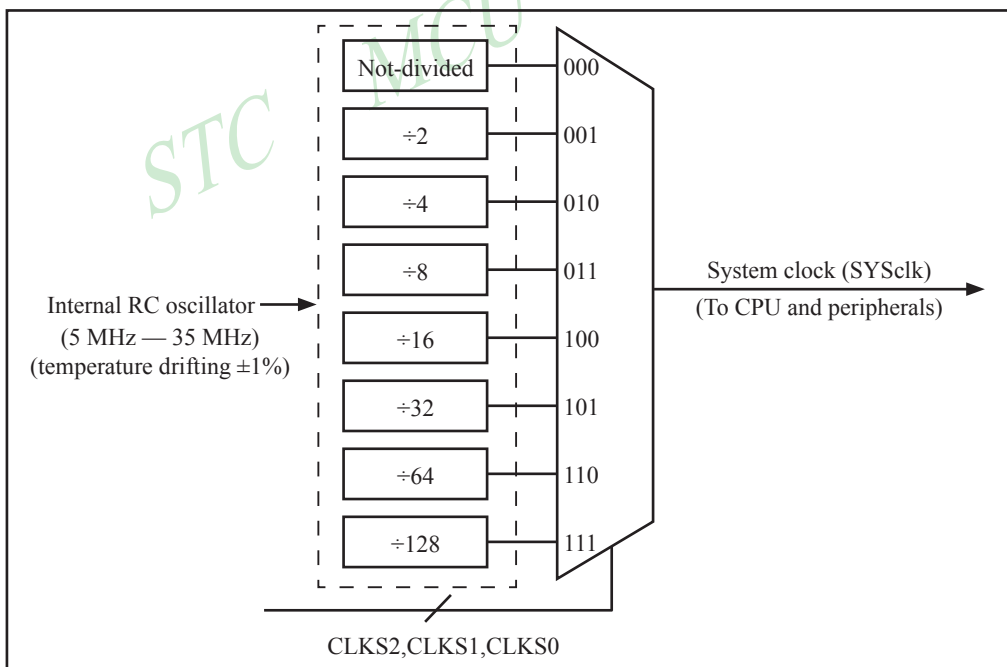 STC MCU
Not-divided
000
÷2
001
÷4
010
÷8
011
÷16
100
÷32
101
÷64
110
÷128
111
Internal RC oscillator
(5 MHz — 35 MHz)
(temperature drifting ±1%)
System clock (SYSclk)
(To CPU and peripherals)
CLKS2,CLKS1,CLKS0